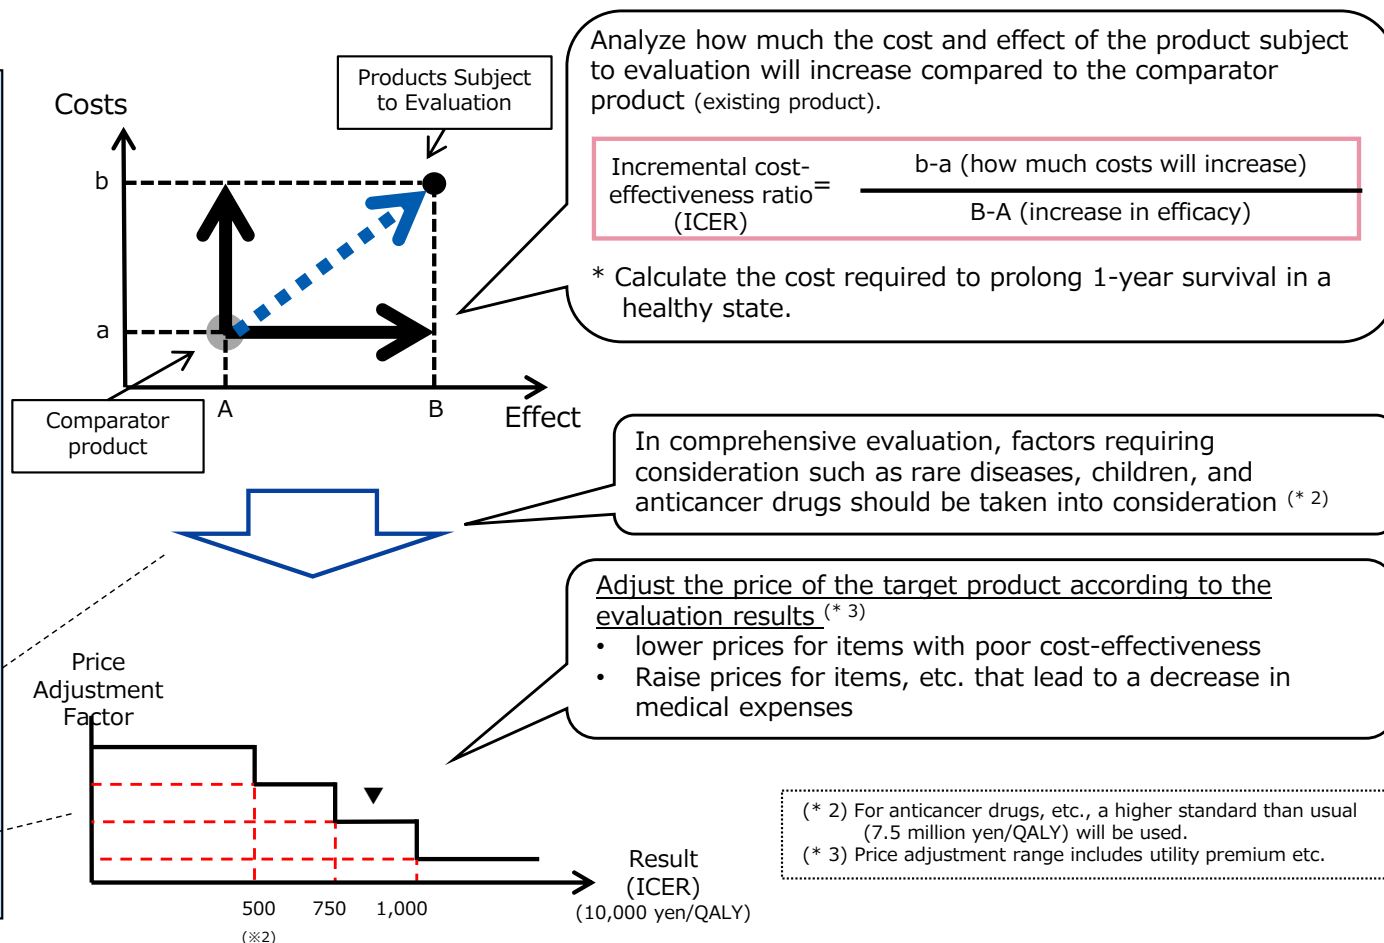 Costs
Products Subject
to Evaluation
b
a
A
B
Effect
Comparator
product
Analyze how much the cost and effect of the product subject
to evaluation will increase compared to the comparator
product (existing product).
Incremental cost-
effectiveness ratio
(ICER)
=
b-a (how much costs will increase)
B-A (increase in efficacy)
* Calculate the cost required to prolong 1-year survival in a
healthy state.
In comprehensive evaluation, factors requiring
consideration such as rare diseases, children, and
anticancer drugs should be taken into consideration (* 2)
Adjust the price of the target product according to the
evaluation results (* 3)
• lower prices for items with poor cost-effectiveness
• Raise prices for items, etc. that lead to a decrease in
medical expenses
Price
Adjustment
Factor
▼
500 750 1,000
(※2)
Result
(ICER)
(10,000 yen/QALY)
(* 2) For anticancer drugs, etc., a higher standard than usual
(7.5 million yen/QALY) will be used.
(* 3) Price adjustment range includes utility premium etc.